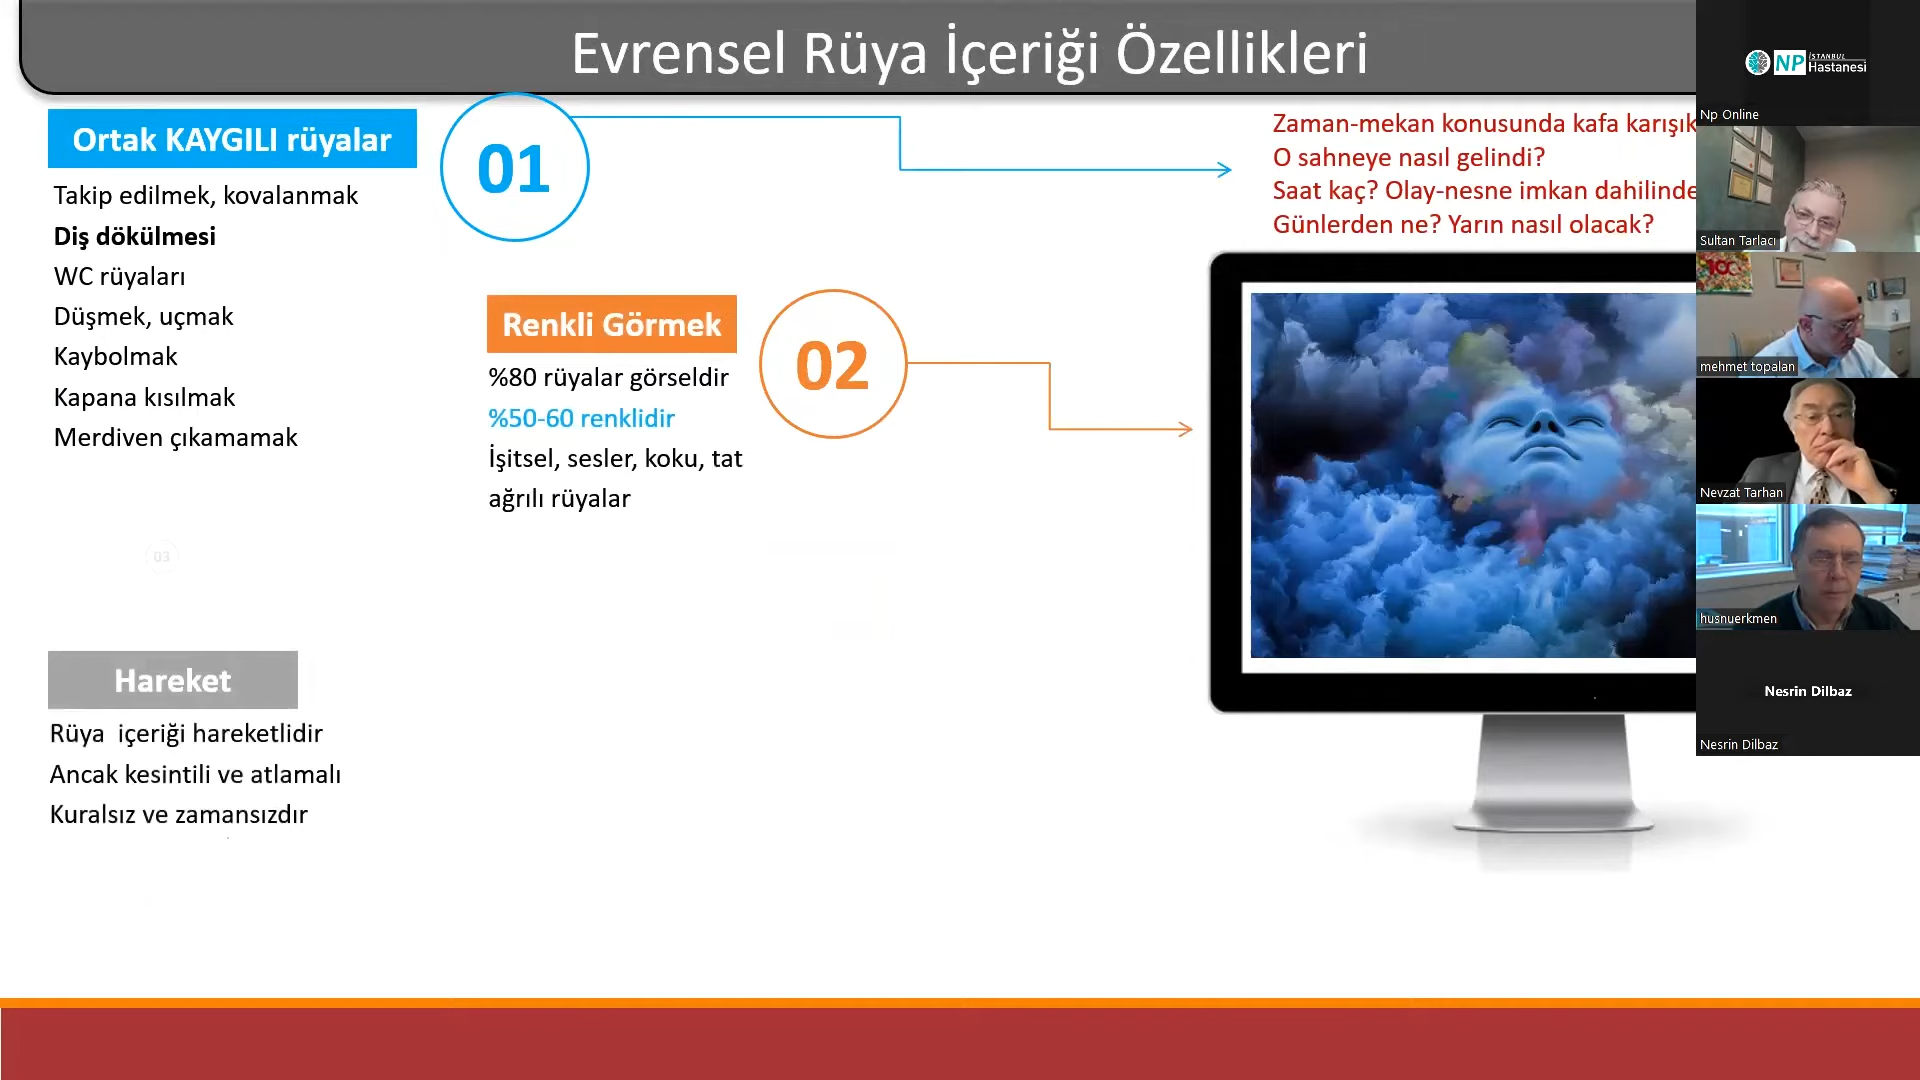 Evrensel Rüya İçeriği Özellikleri
Ortak KAYGILI rüyalar
01
Takip edilmek, kovalanmak
Diş dökülmesi
WC rüyaları
Düşmek, uçmak
Kaybolmak
Kapana kısılmak
Merdiven çıkamamak
Renkli Görmek
02
%80 rüyalar görseldir
%50-60 renklidir
İşitsel, sesler, koku, tat
ağrılı rüyalar
03
Hareket
Rüya içeriği hareketlidir
Ancak kesintili ve atlamalı
Kuralsız ve zamansızdır
Zaman-mekan konusunda kafa karışık
O sahneye nasıl gelindi?
Saat kaç? Olay-nesne imkan dahilinde
Günlerden ne? Yarın nasıl olacak?
NP İSTANBUL Hastanesi
Np Online
Sultan Tarlacı
mehmet topalan
Nevzat Tarhan
husnuerkmen
Nesrin Dilbaz
Nesrin Dilbaz